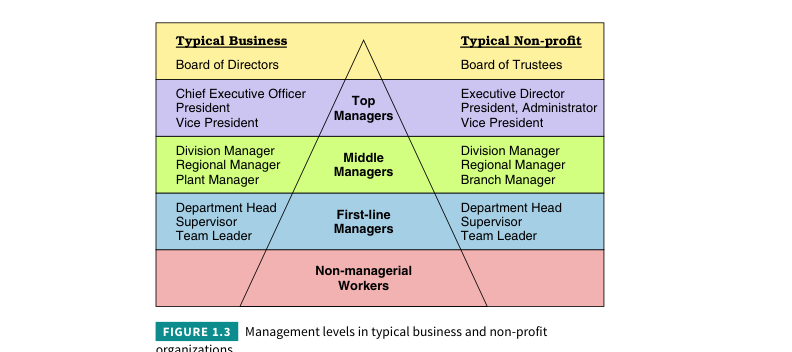 Typical Business
Typical Non-profit
Board of Directors
Board of Trustees
Chief Executive Officer
President
Vice President
Top
Managers
Executive Director
President, Administrator
Vice President
Division Manager
Regional Manager
Plant Manager
Middle
Managers
Division Manager
Regional Manager
Branch Manager
Department Head
Supervisor
Team Leader
First-line
Managers
Department Head
Supervisor
Team Leader
Non-managerial
Workers
FIGURE 1.3 Management levels in typical business and non-profit
organizations